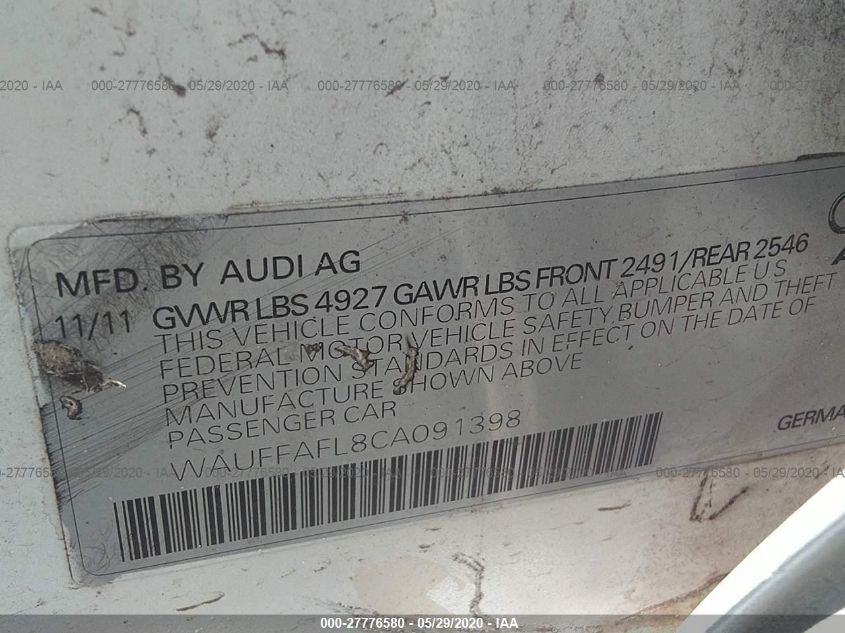 MFD. BY AUDI AG
11/11 GVWR LBS 4927 GAWR LBS FRONT 2491/REAR 2546
THIS VEHICLE CONFORMS TO ALL APPLICABLE U S
FEDERAL MOTOR VEHICLE SAFETY, BUMPER AND THEFT
PREVENTION STANDARDS IN EFFECT ON THE DATE OF
MANUFACTURE SHOWN ABOVE
PASSENGER CAR
WAUFFAFL8CA091398
GERMA
000-27776580 - 05/29/2020 - IAA